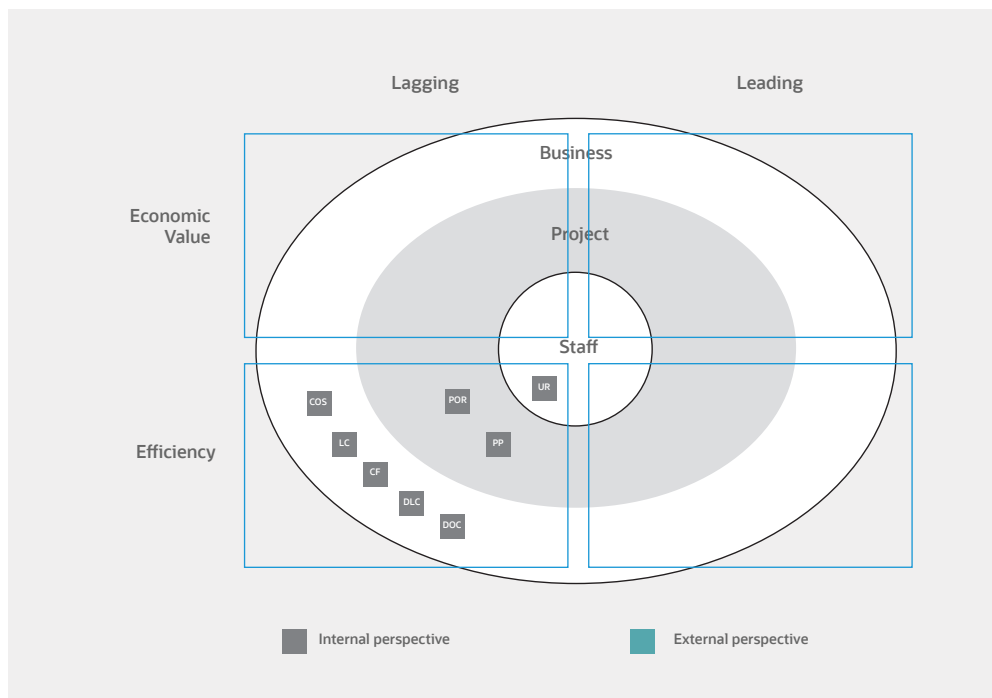 Lagging
Leading
Business
Economic
Value
Project
Staff
UR
COS
POR
LC
PP
Efficiency
CF
DLC
DOC
Internal perspective
External perspective